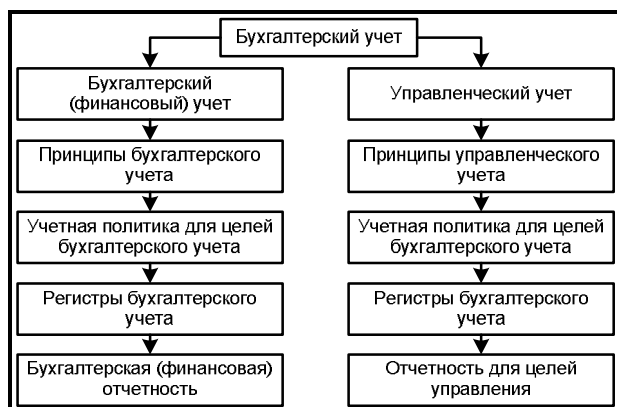 Бухгалтерский учет
Бухгалтерский
(финансовый) учет
Управленческий учет
Принципы бухгалтерского
учета
Принципы управленческого
учета
Учетная политика для целей
бухгалтерского учета
Учетная политика для целей
бухгалтерского учета
Регистры бухгалтерского
учета
Регистры бухгалтерского
учета
Бухгалтерская (финансовая)
отчетность
Отчетность для целей
управления